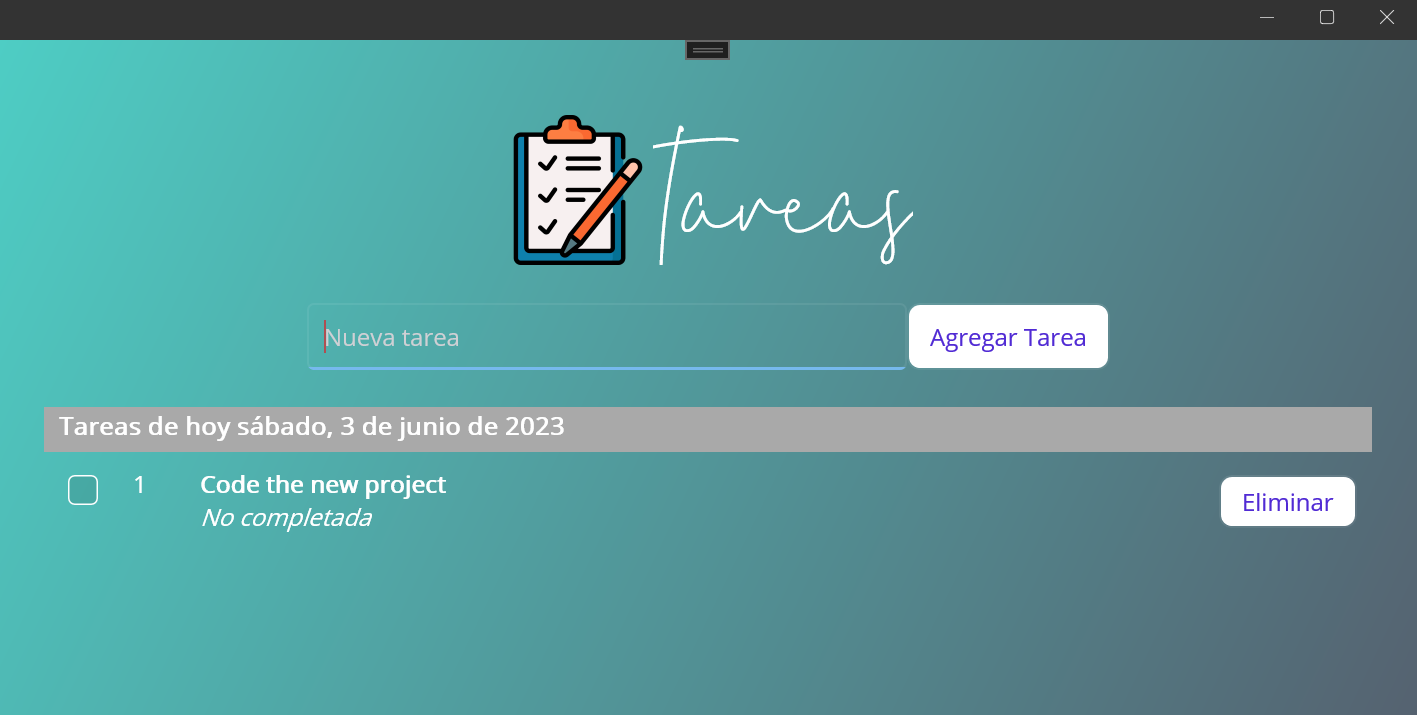 Tareas
Nueva tarea
Agregar Tarea
Tareas de hoy sábado, 3 de junio de 2023
1
Code the new project
No completada
Eliminar